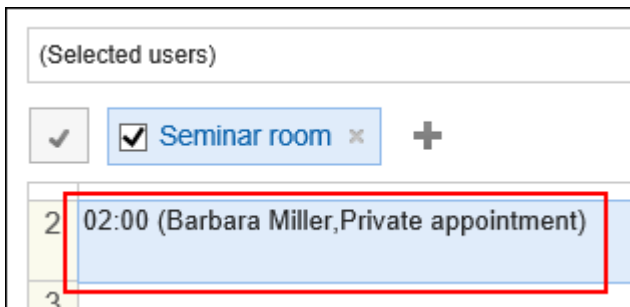 (Selected users)
Seminar room
2 02:00 (Barbara Miller,Private appointment)
3